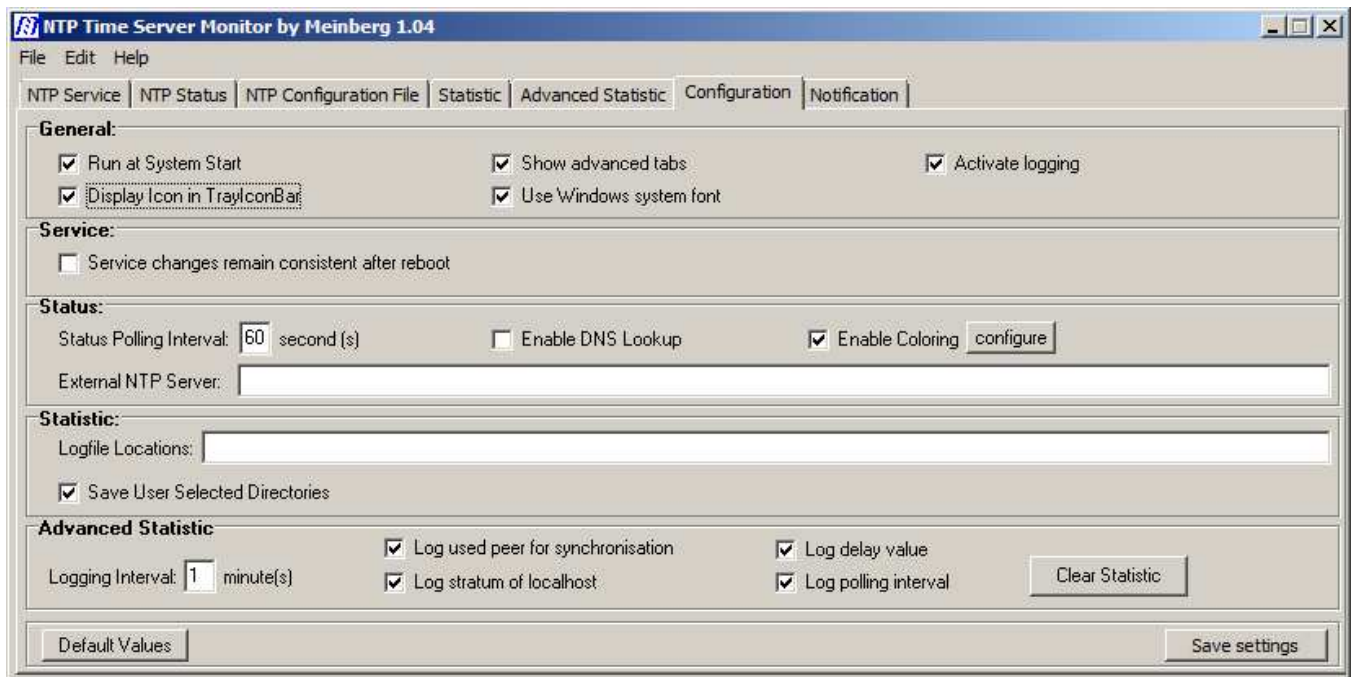 NTP Time Server Monitor by Meinberg 1.04
File Edit Help
NTP Service NTP Status NTP Configuration File Statistic Advanced Statistic Configuration Notification
General:
Run at System Start Show advanced tabs Activate logging
Display Icon in TrayIconBar Use Windows system font
Service:
Service changes remain consistent after reboot
Status:
Status Polling Interval: 60 second (s) Enable DNS Lookup Enable Coloring configure
External NTP Server:
Statistic:
Logfile Locations:
Save User Selected Directories
Advanced Statistic
Log used peer for synchronisation Log delay value
Logging Interval: 1 minute(s) Log stratum of localhost Log polling interval Clear Statistic
Default Values Save settings